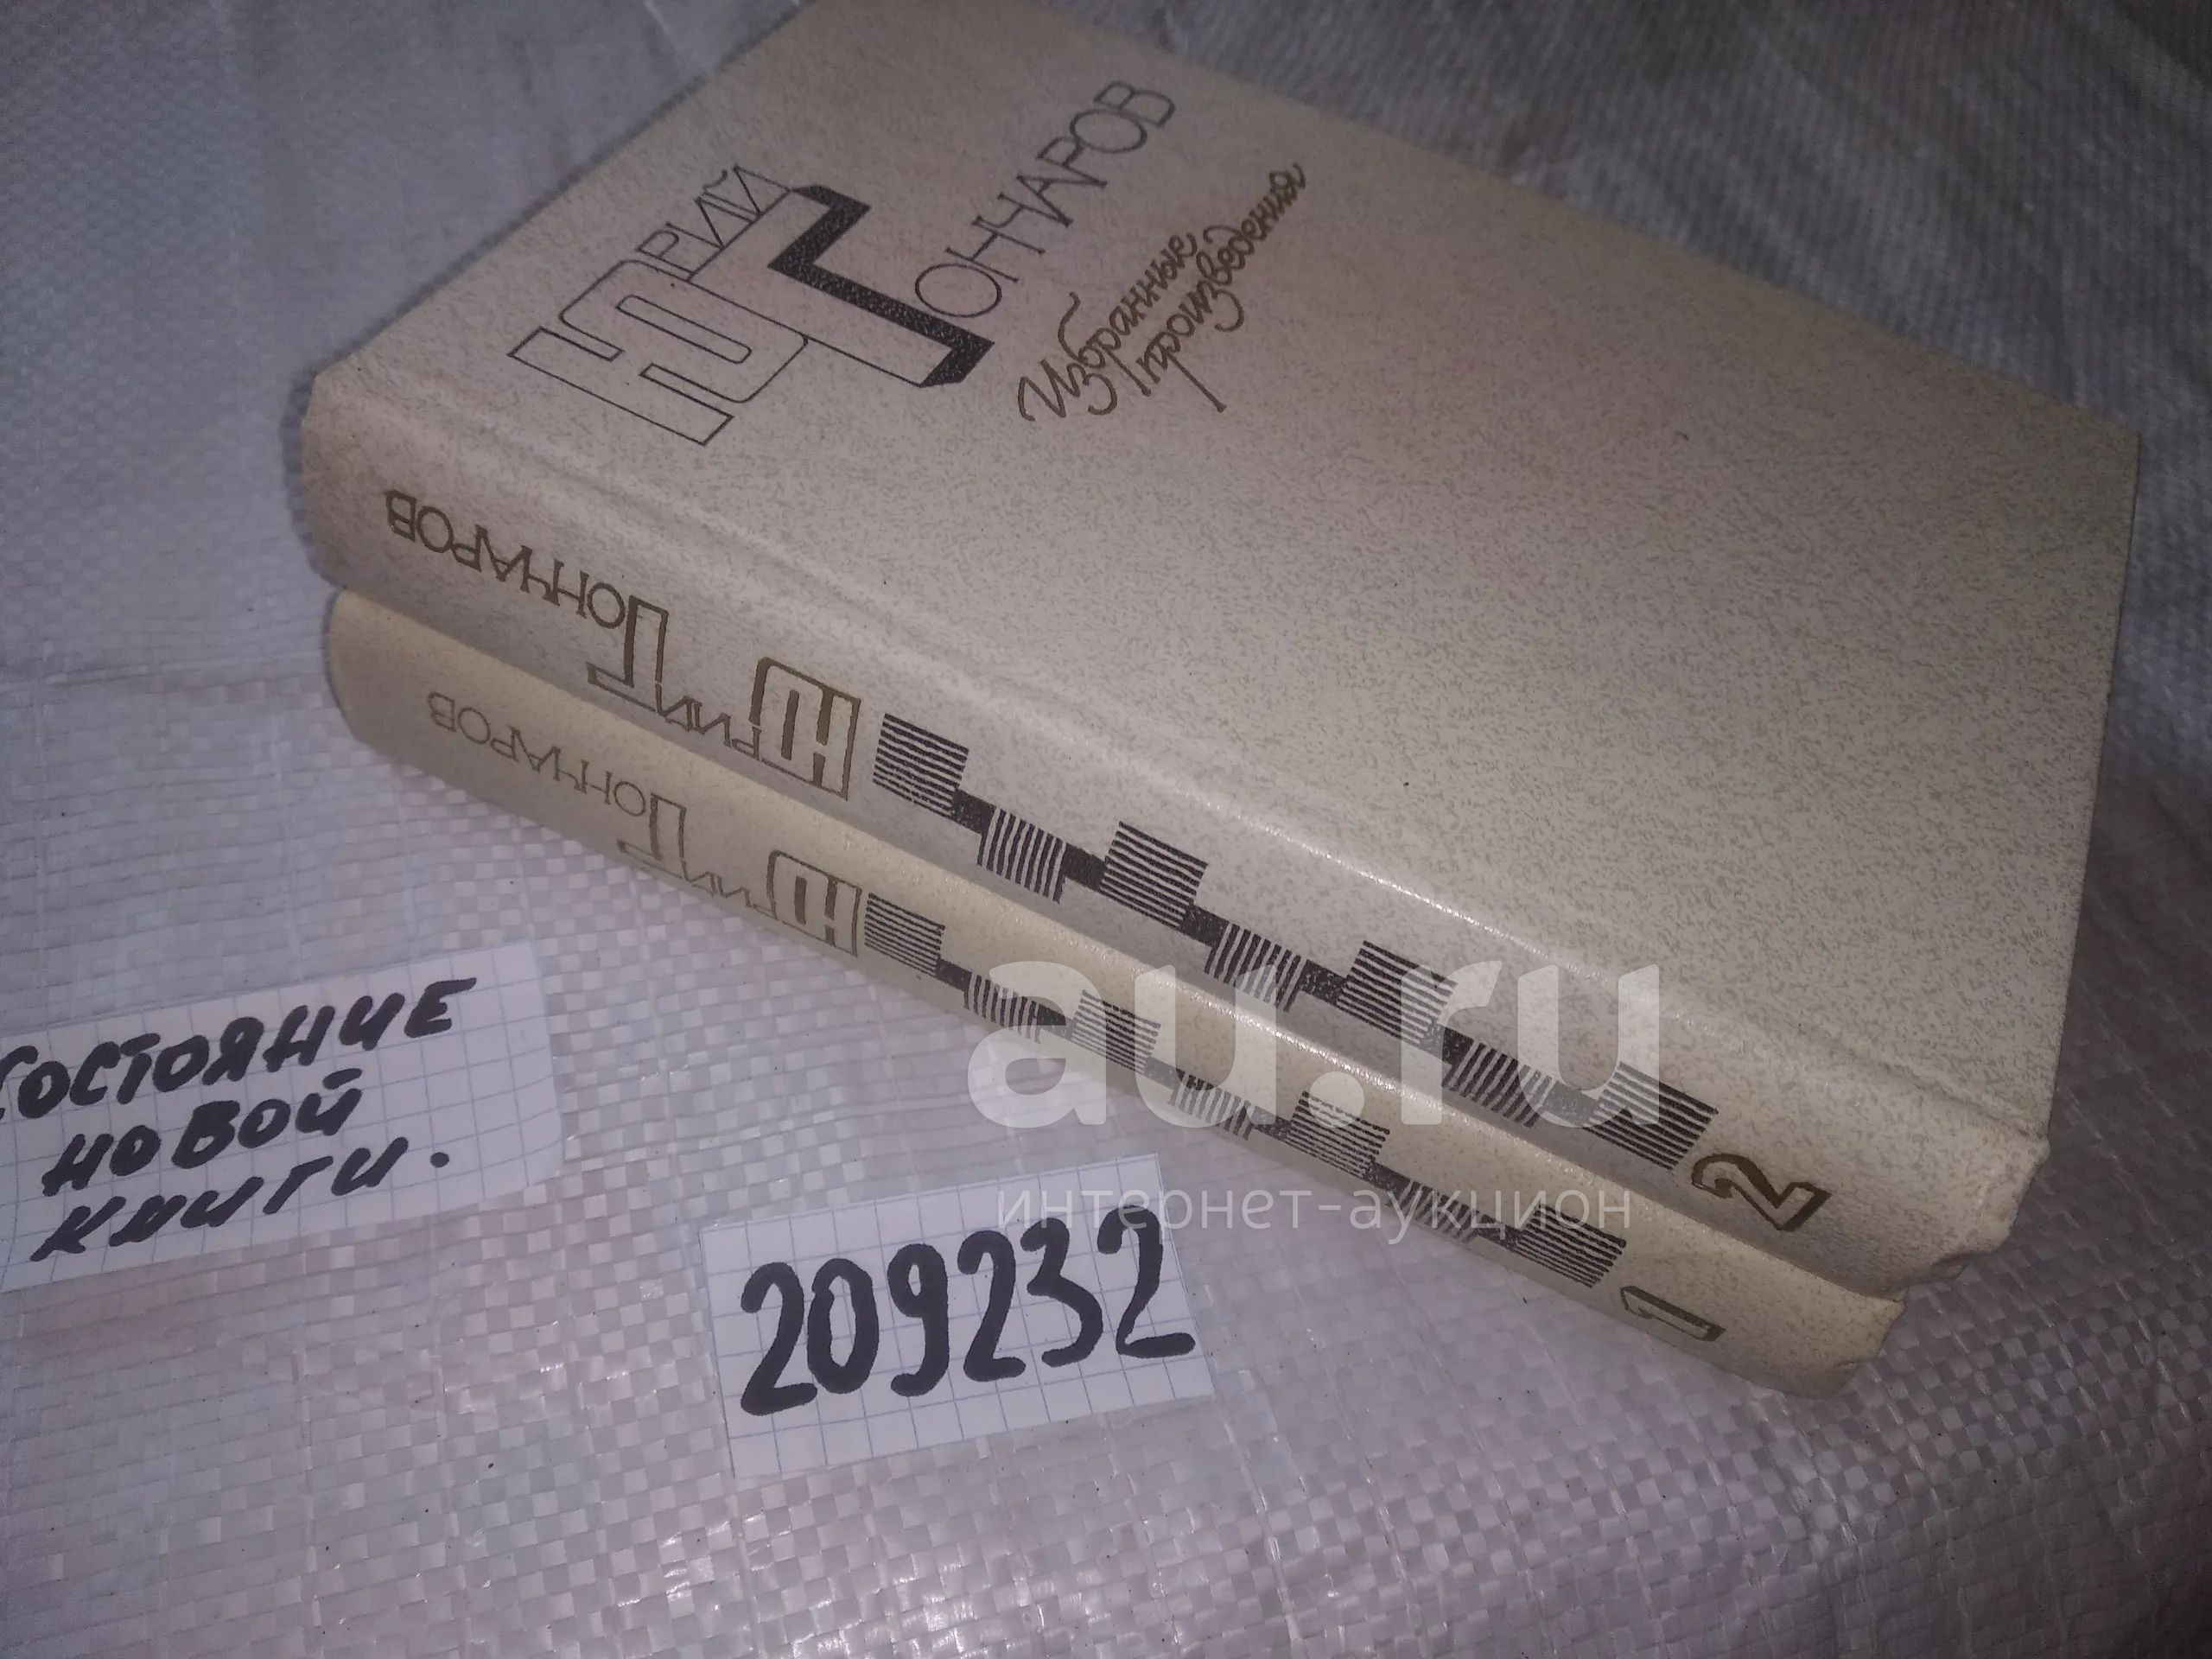 ЮРИЙ
ГОНЧАРОВ
Избранные
произведения
ЮРИЙ ГОНЧАРОВ 2
ЮРИЙ ГОНЧАРОВ 1
au.ru
интернет-аукцион
СОСТОЯНИЕ
НОВОЙ
КНИГИ.
209232